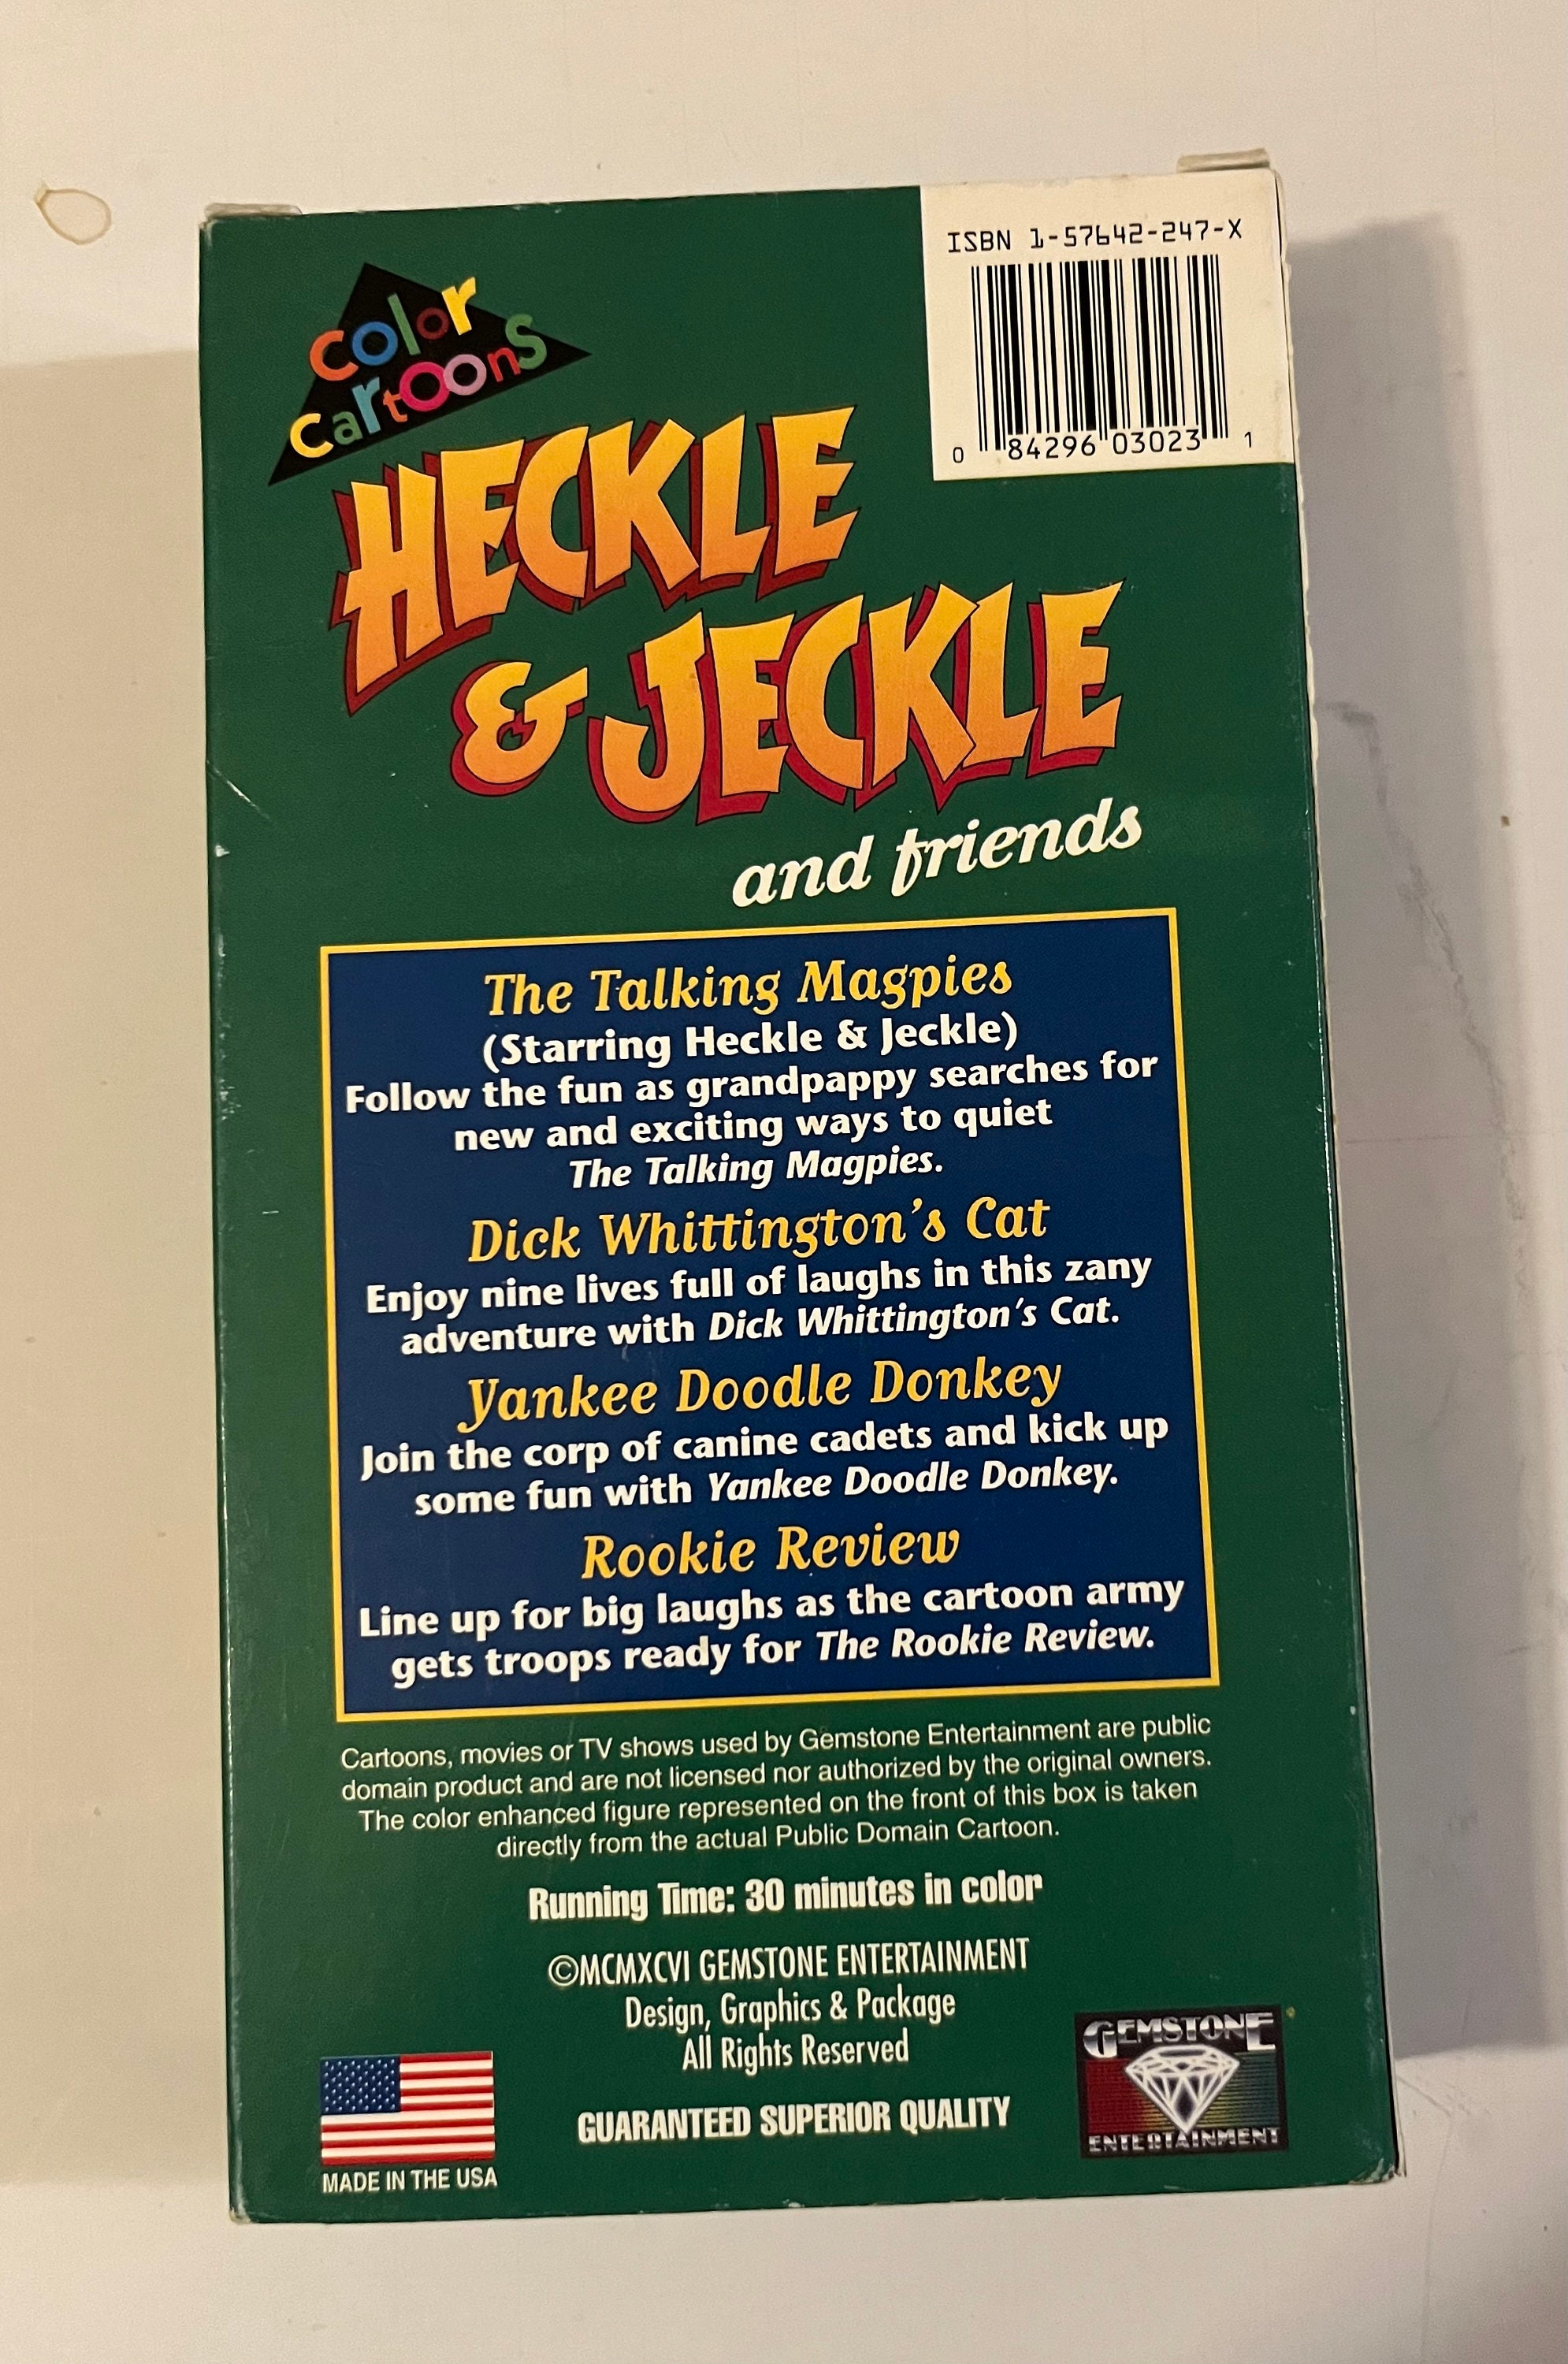 ISBN 1-57642-247-X
0 84296 03023 1
Color
Cartoons
HECKLE
& JECKLE
and friends
The Talking Magpies
(Starring Heckle & Jeckle)
Follow the fun as grandpappy searches for
new and exciting ways to quiet
The Talking Magpies.
Dick Whittington's Cat
Enjoy nine lives full of laughs in this zany
adventure with Dick Whittington's Cat.
Yankee Doodle Donkey
Join the corp of canine cadets and kick up
some fun with Yankee Doodle Donkey.
Rookie Review
Line up for big laughs as the cartoon army
gets troops ready for The Rookie Review.
Cartoons, movies or TV shows used by Gemstone Entertainment are public
domain product and are not licensed nor authorized by the original owners.
The color enhanced figure represented on the front of this box is taken
directly from the actual Public Domain Cartoon.
Running Time: 30 minutes in color
©MCMXCVI GEMSTONE ENTERTAINMENT
Design, Graphics & Package
All Rights Reserved
GUARANTEED SUPERIOR QUALITY
MADE IN THE USA
GEMSTONE
ENTERTAINMENT